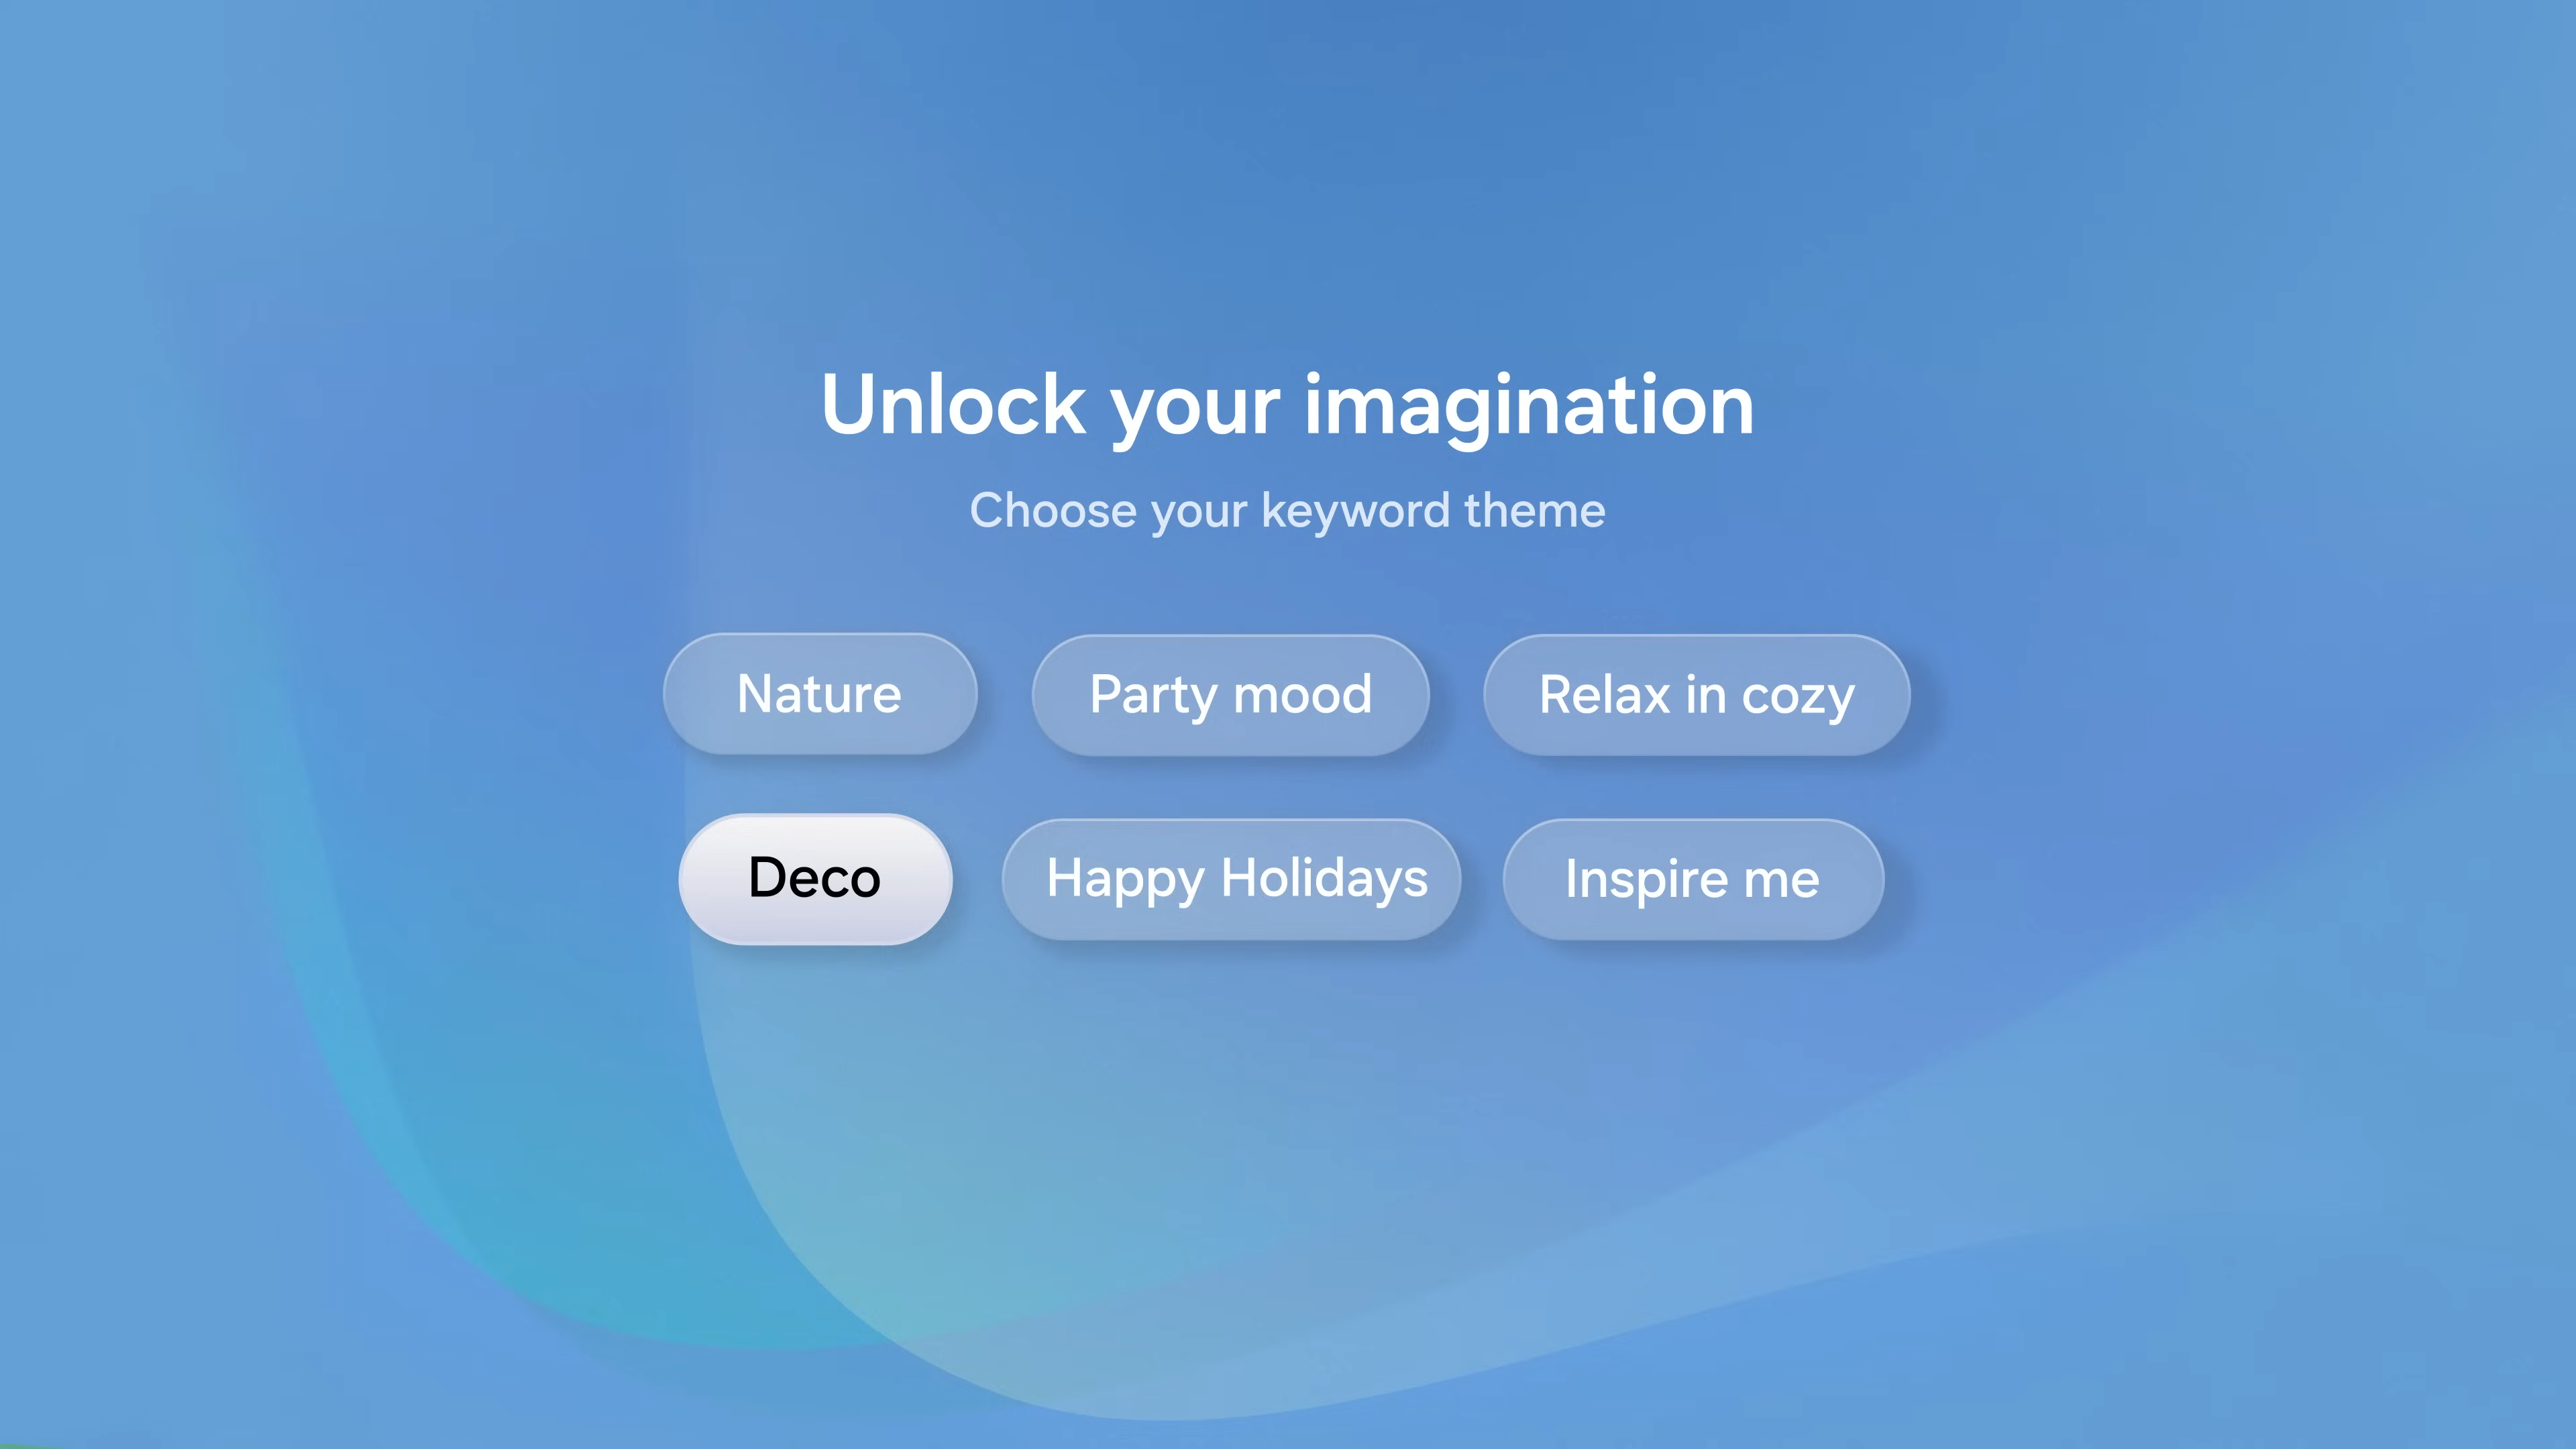 Unlock your imagination
Choose your keyword theme
Nature
Party mood
Relax in cozy
Deco
Happy Holidays
Inspire me